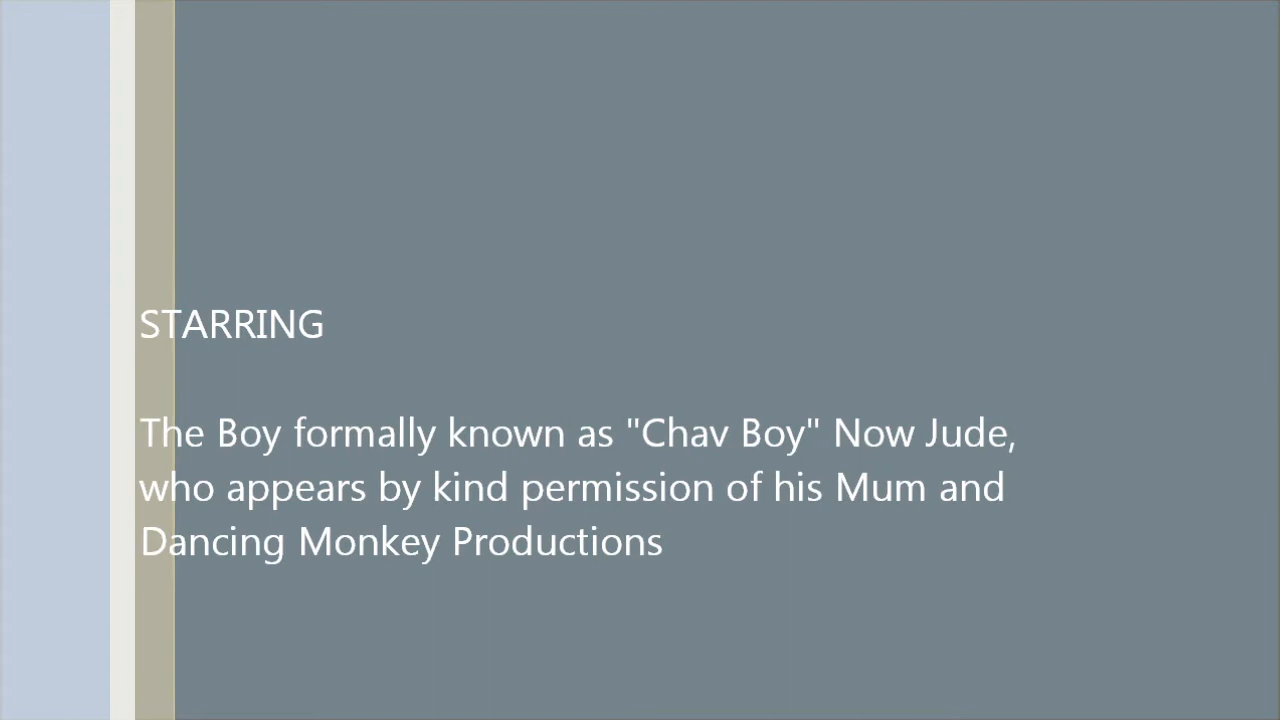 STARRING
The Boy formally known as "Chav Boy" Now Jude,
who appears by kind permission of his Mum and
Dancing Monkey Productions